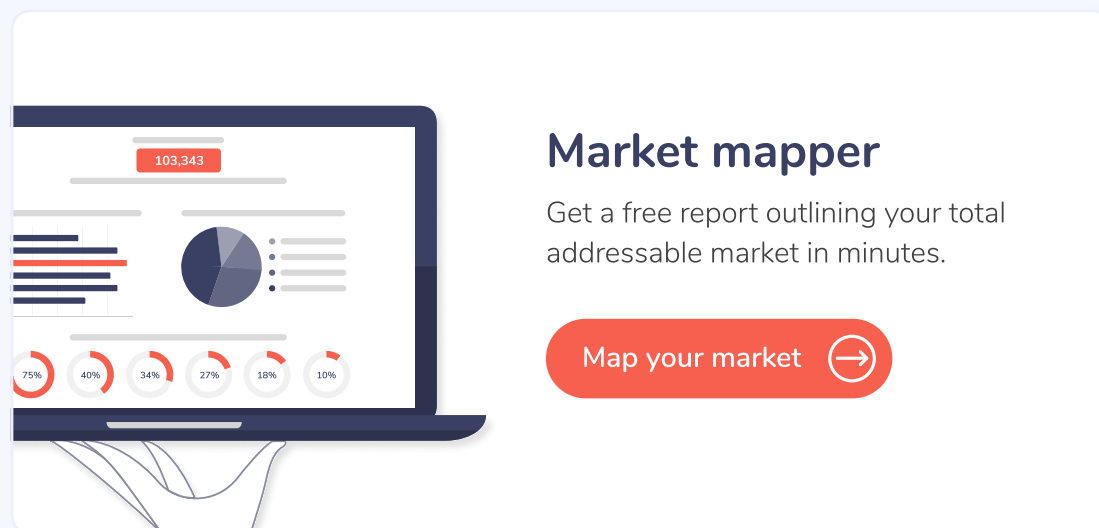 103,343
75%
40%
34%
27%
18%
10%
Market mapper
Get a free report outlining your total
addressable market in minutes.
Map your market